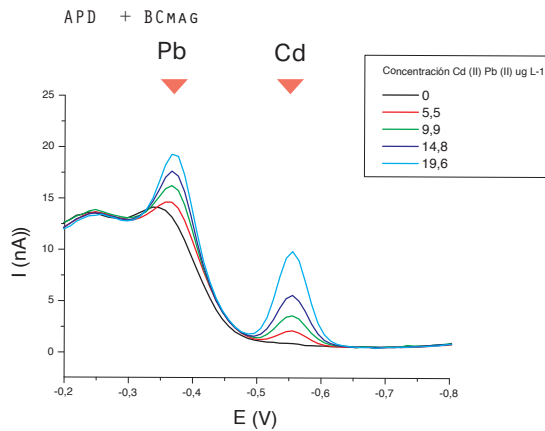 APD + BCMAG
Pb Cd
Concentración Cd (II) Pb (II) ug L-1
0
5,5
9,9
14,8
19,6
25
20
15
10
5
0
I (nA)
-0,2 -0,3 -0,4 -0,5 -0,6 -0,7 -0,8
E (V)